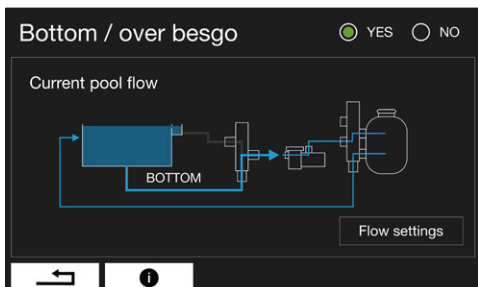 Bottom / over besgo
YES
NO
Current pool flow
BOTTOM
Flow settings
i